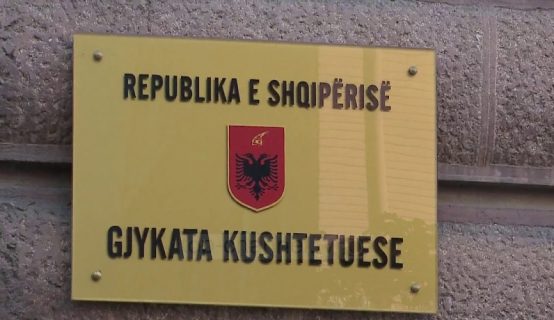 REPUBLIKA E SHQIPËRISË
GJYKATA KUSHTETUESE